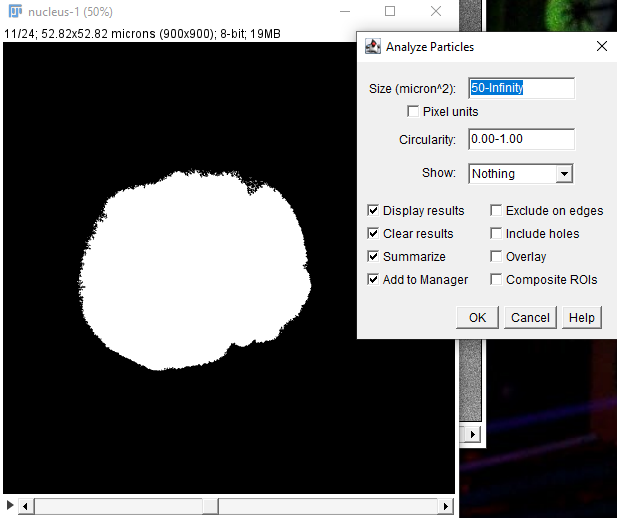 nucleus-1 (50%)
11/24; 52.82x52.82 microns (900x900); 8-bit; 19MB
Analyze Particles
Size (micron^2): 50-Infinity
Pixel units
Circularity: 0.00-1.00
Show: Nothing
Display results Exclude on edges
Clear results Include holes
Summarize Overlay
Add to Manager Composite ROIs
OK Cancel Help